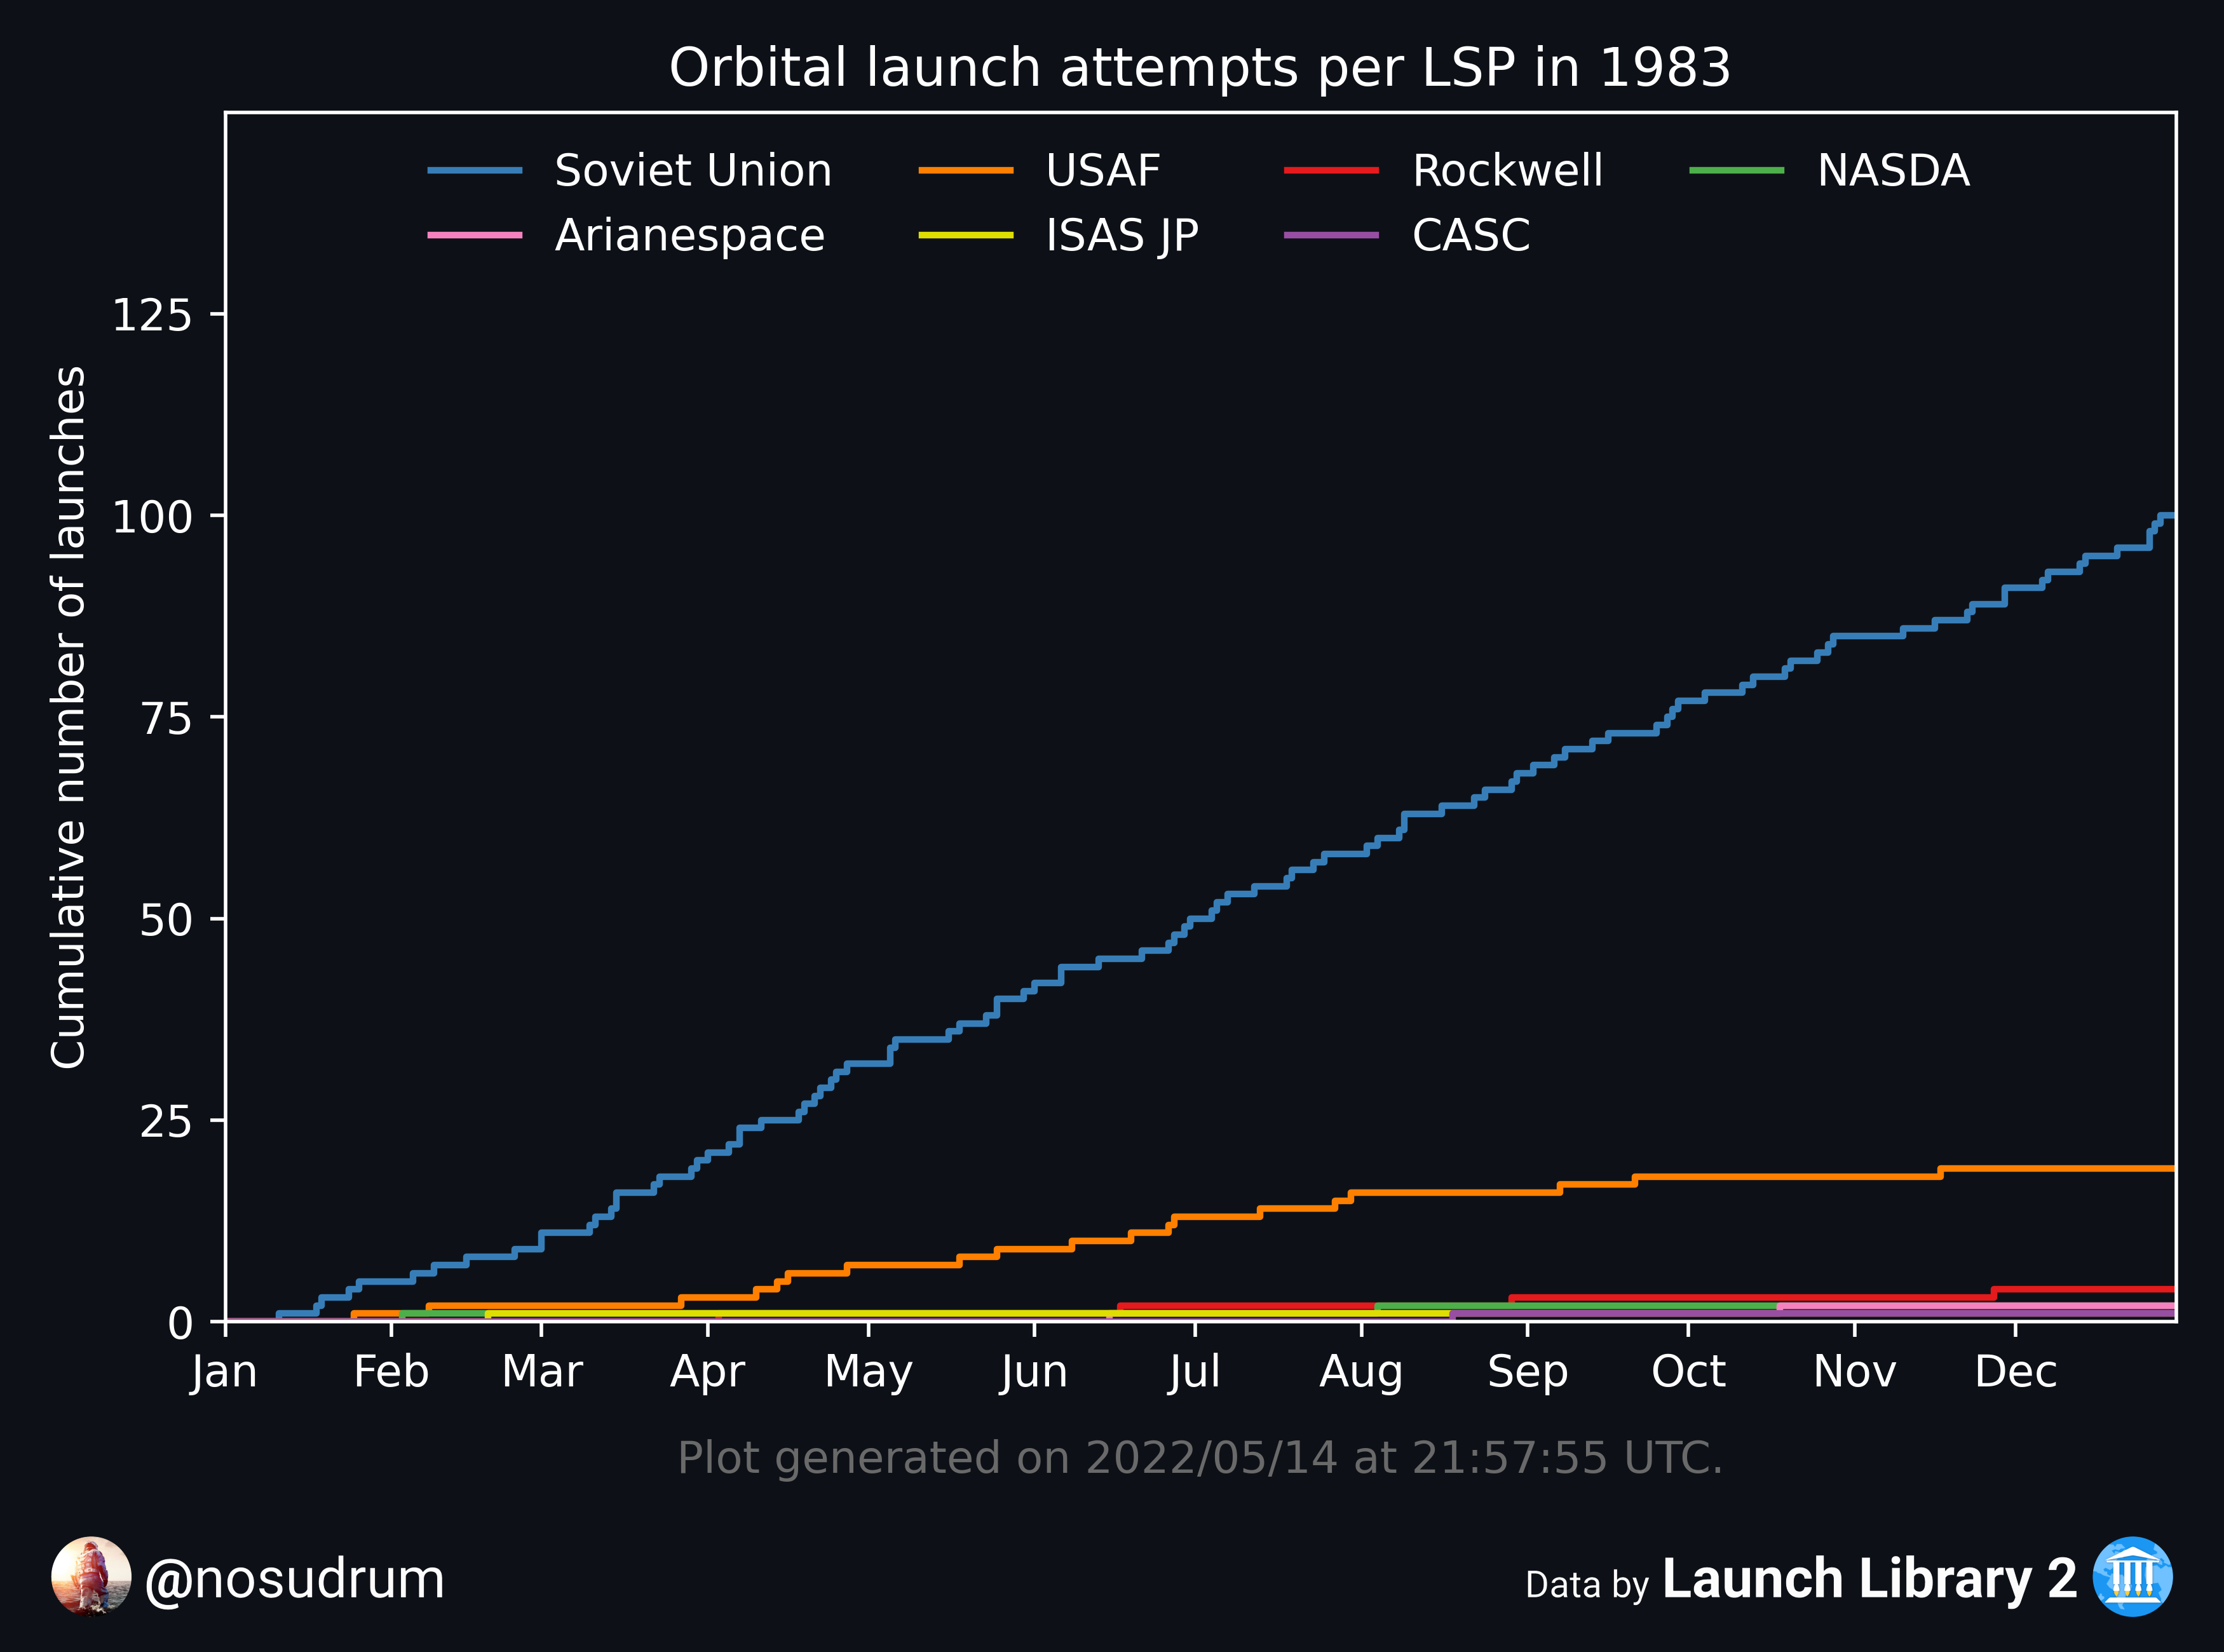 Orbital launch attempts per LSP in 1983
Soviet Union USAF Rockwell NASDA
Arianespace ISAS JP CASC
Cumulative number of launches
125
100
75
50
25
0
Jan Feb Mar Apr May Jun Jul Aug Sep Oct Nov Dec
Plot generated on 2022/05/14 at 21:57:55 UTC.
@nosudrum
Data by Launch Library 2